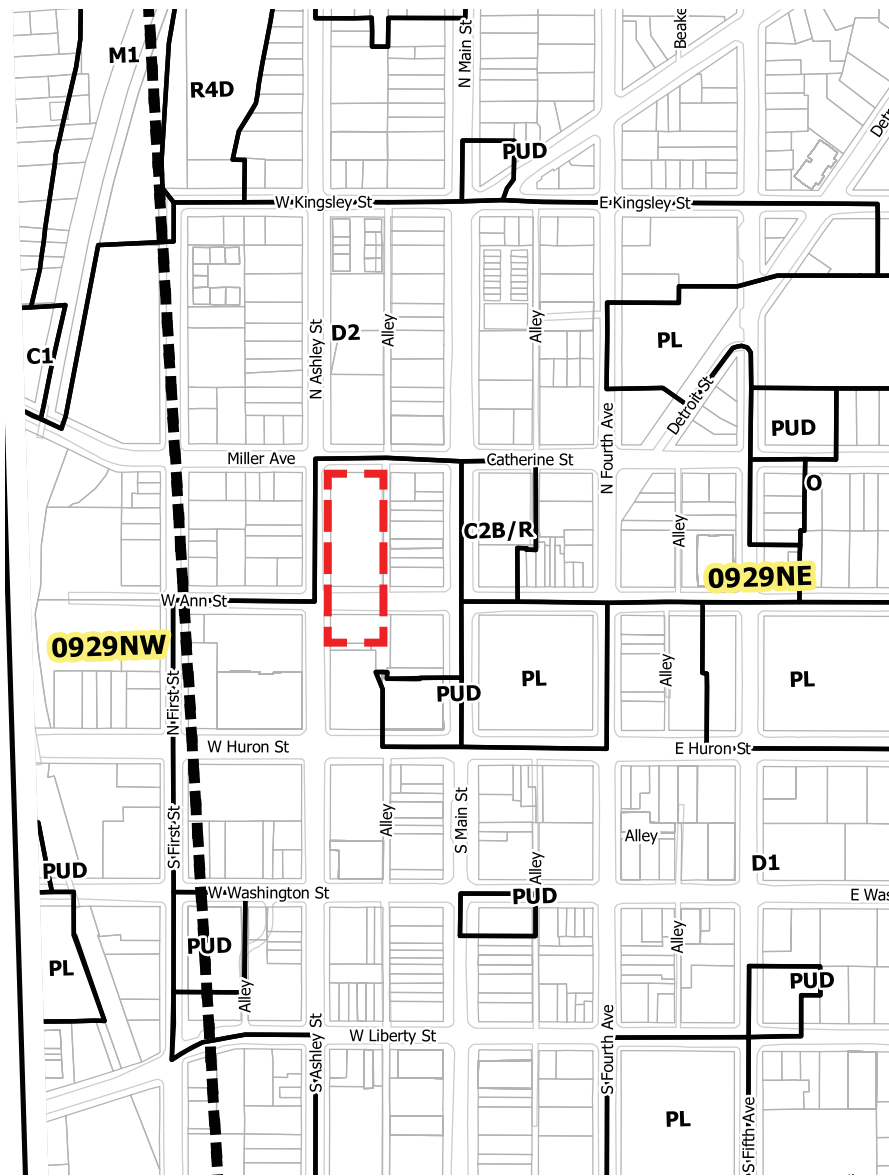 M1
R4D
N Main St
Beake
Det
PUD
W Kingsley St
E Kingsley St
N Ashley St
D2
Alley
Alley
PL
C1
Detroit St
N Fourth Ave
PUD
Miller Ave
Catherine St
O
C2B/R
Alley
0929NE
W Ann St
0929NW
Alley
N First St
PUD
PL
PL
W Huron St
E Huron St
S First St
Alley
S Main St
Alley
Alley
D1
PUD
W Washington St
PUD
E Was
PUD
Alley
PL
Alley
PUD
S Ashley St
W Liberty St
S Fourth Ave
PL
S Fifth Ave